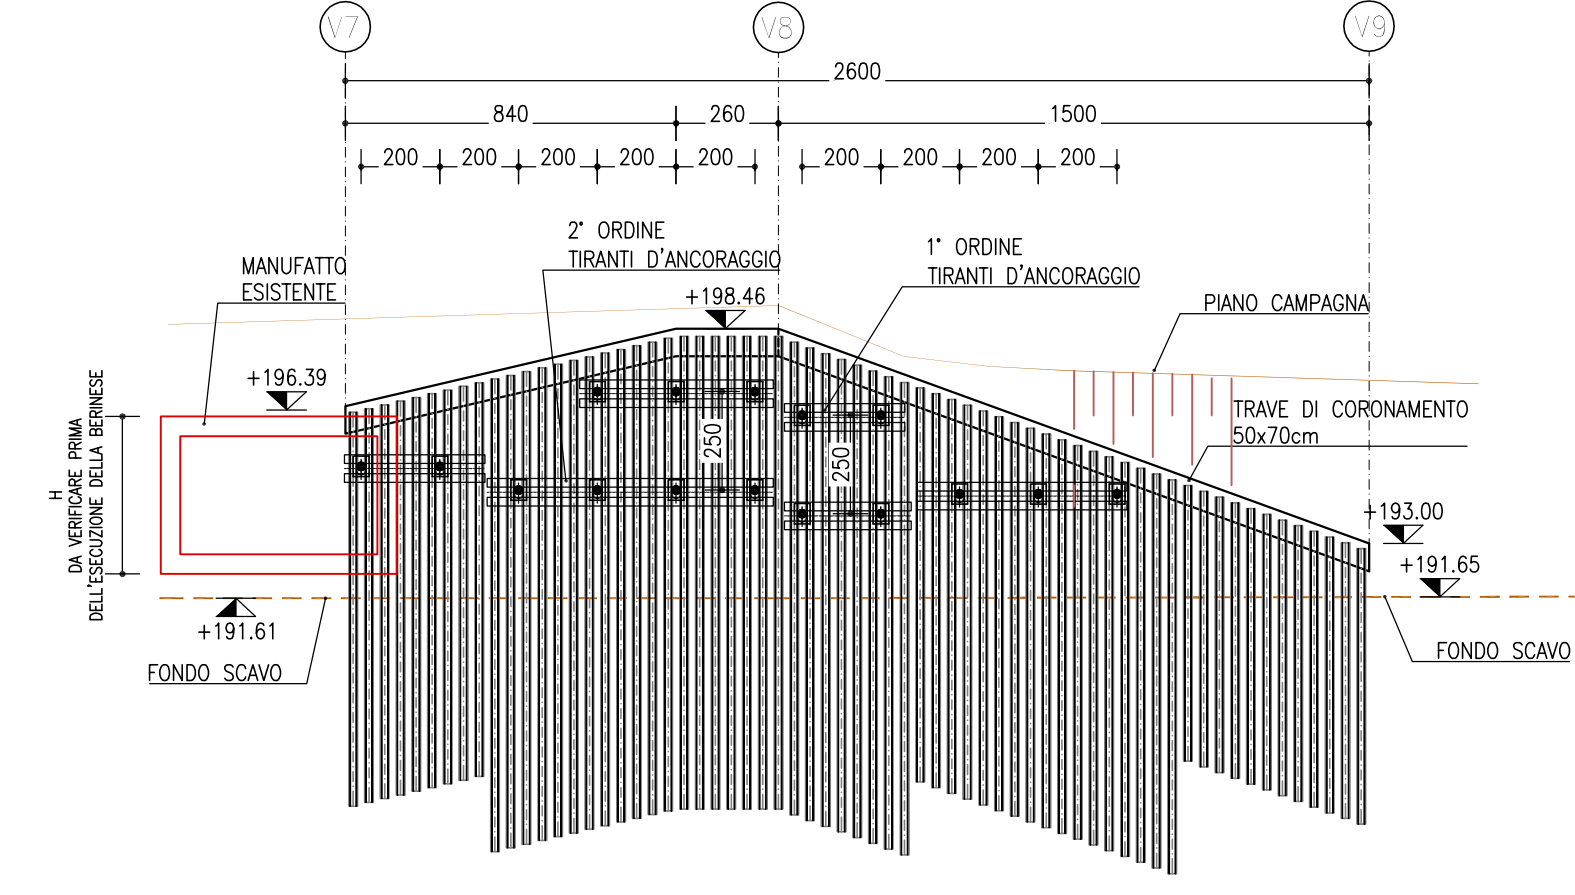 V7
V8
V9
2600
840
260
1500
200
200
200
200
200
200
200
200
200
2° ORDINE
TIRANTI D'ANCORAGGIO
1° ORDINE
TIRANTI D'ANCORAGGIO
MANUFATTO
ESISTENTE
+198.46
PIANO CAMPAGNA
+196.39
TRAVE DI CORONAMENTO
50x70cm
250
250
H
DA VERIFICARE PRIMA
DELL'ESECUZIONE DELLA BERINESE
+193.00
+191.65
+191.61
FONDO SCAVO
FONDO SCAVO